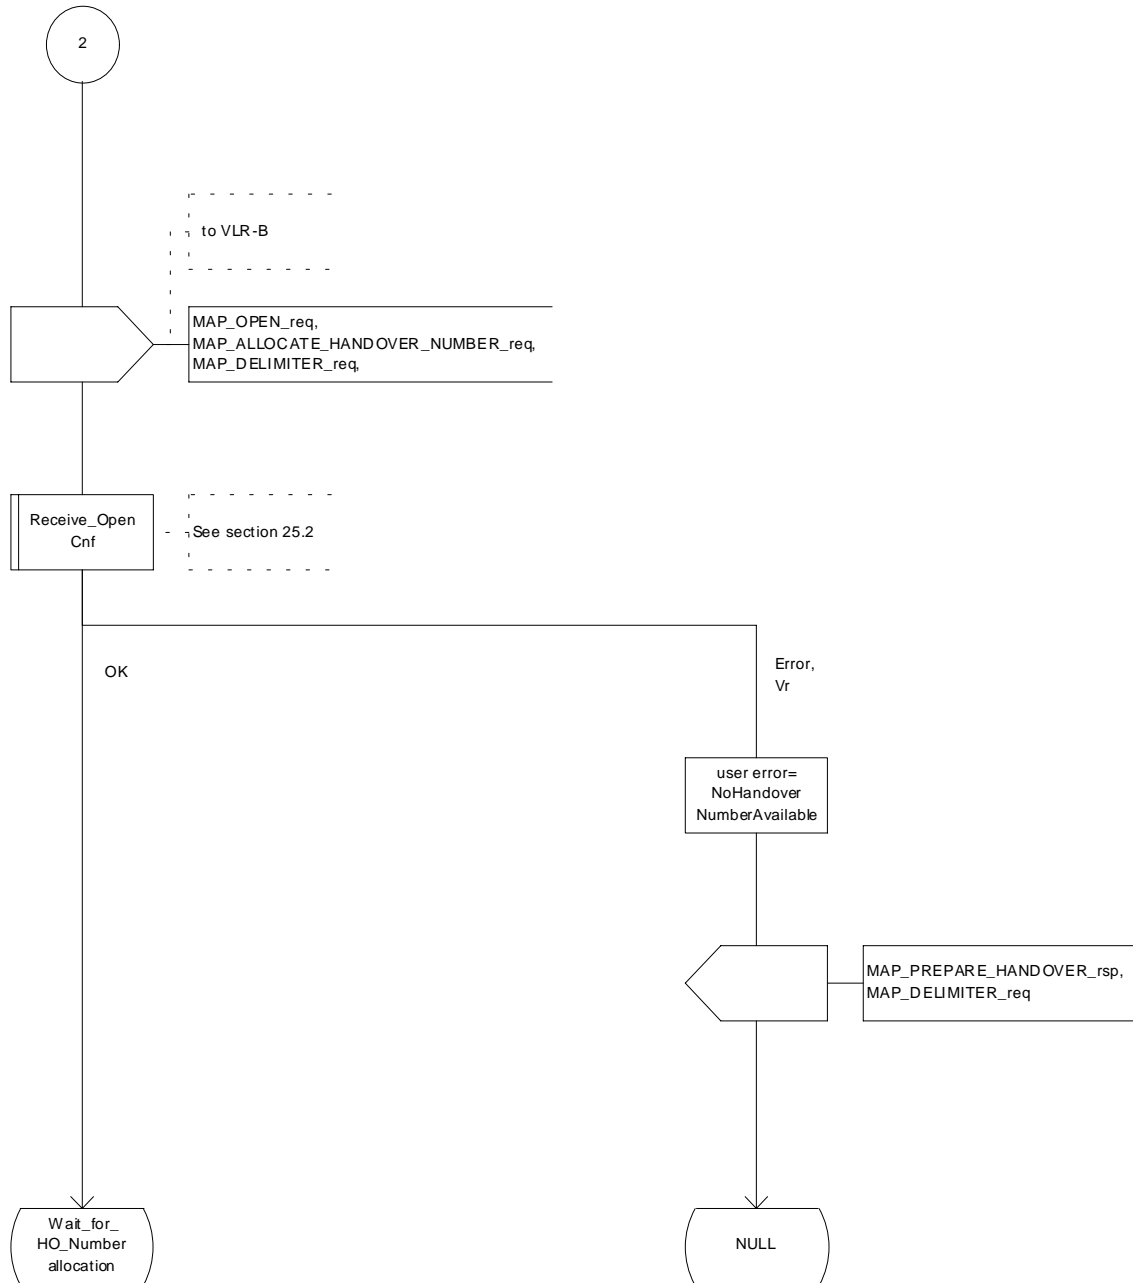 2
to VLR-B
MAP_OPEN_req,
MAP_ALLOCATE_HANDOVER_NUMBER_req,
MAP_DELIMITER_req,
Receive_Open
Cnf
See section 25.2
OK
Error,
Vr
user error=
NoHandover
NumberAvailable
MAP_PREPARE_HANDOVER_rsp,
MAP_DELIMITER_req
Wait_for_
HO_Number
allocation
NULL